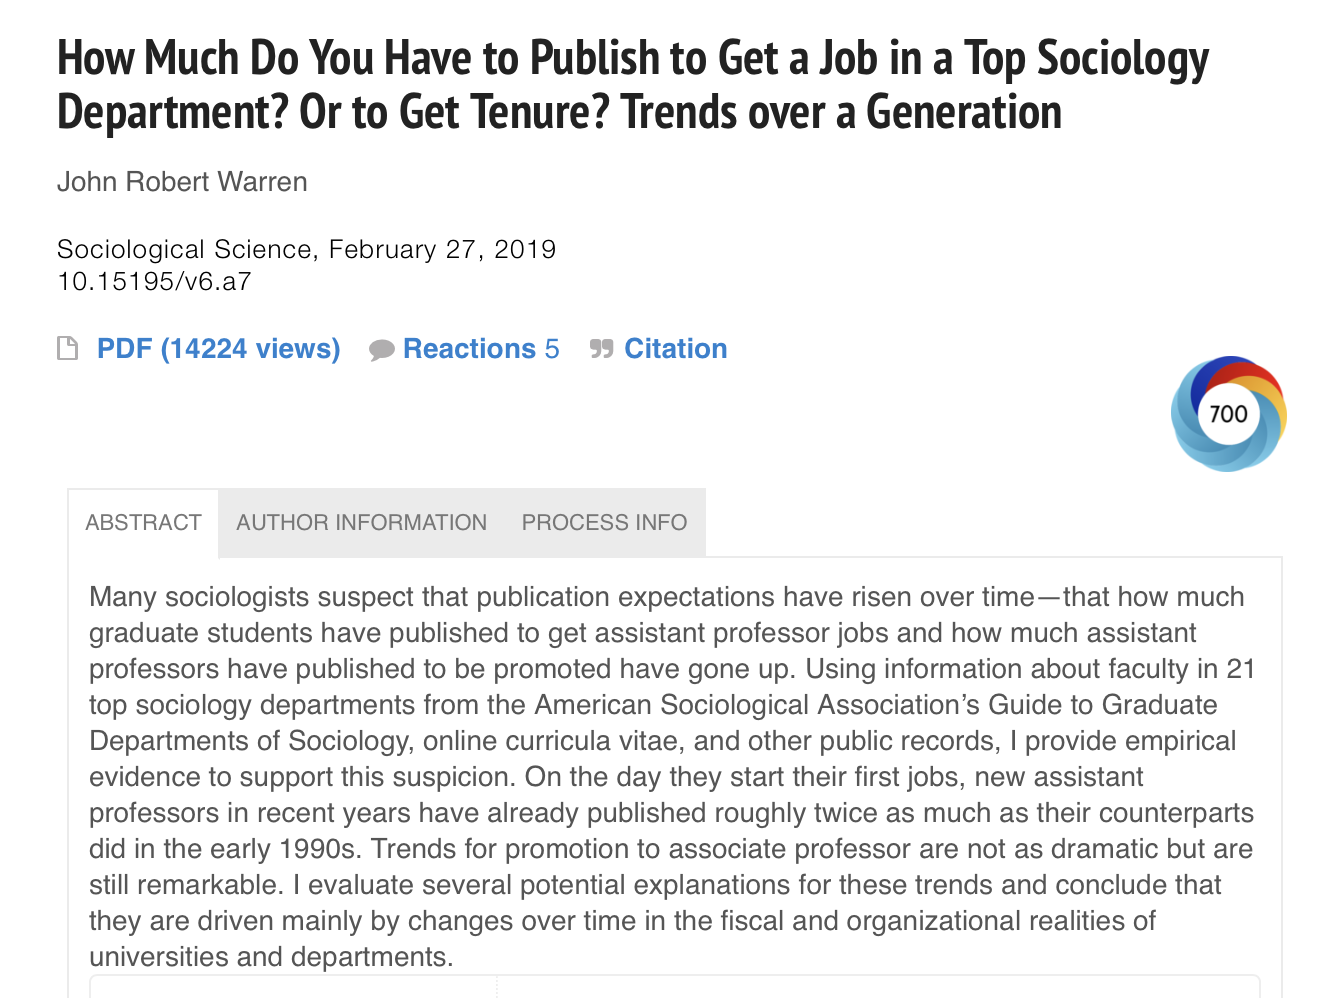 How Much Do You Have to Publish to Get a Job in a Top Sociology
Department? Or to Get Tenure? Trends over a Generation
John Robert Warren
Sociological Science, February 27, 2019
10.15195/v6.a7
PDF (14224 views) Reactions 5 Citation
700
ABSTRACT AUTHOR INFORMATION PROCESS INFO
Many sociologists suspect that publication expectations have risen over time—that how much
graduate students have published to get assistant professor jobs and how much assistant
professors have published to be promoted have gone up. Using information about faculty in 21
top sociology departments from the American Sociological Association’s Guide to Graduate
Departments of Sociology, online curricula vitae, and other public records, I provide empirical
evidence to support this suspicion. On the day they start their first jobs, new assistant
professors in recent years have already published roughly twice as much as their counterparts
did in the early 1990s. Trends for promotion to associate professor are not as dramatic but are
still remarkable. I evaluate several potential explanations for these trends and conclude that
they are driven mainly by changes over time in the fiscal and organizational realities of
universities and departments.